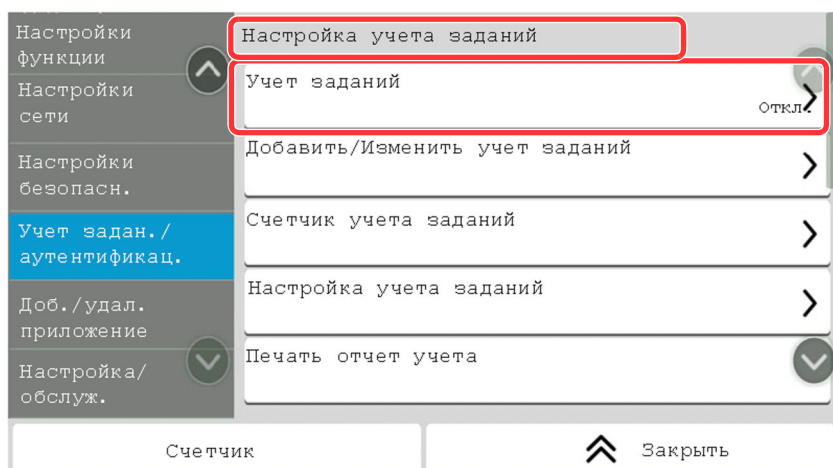 Настройки
функции
Настройки
сети
Настройки
безопасн.
Учет задан./
аутентификац.
Доб./удал.
приложение
Настройка/
обслуж.
Настройка учета заданий
Учет заданий
Откл.
Добавить/Изменить учет заданий
Счетчик учета заданий
Настройка учета заданий
Печать отчет учета
Счетчик
Закрыть